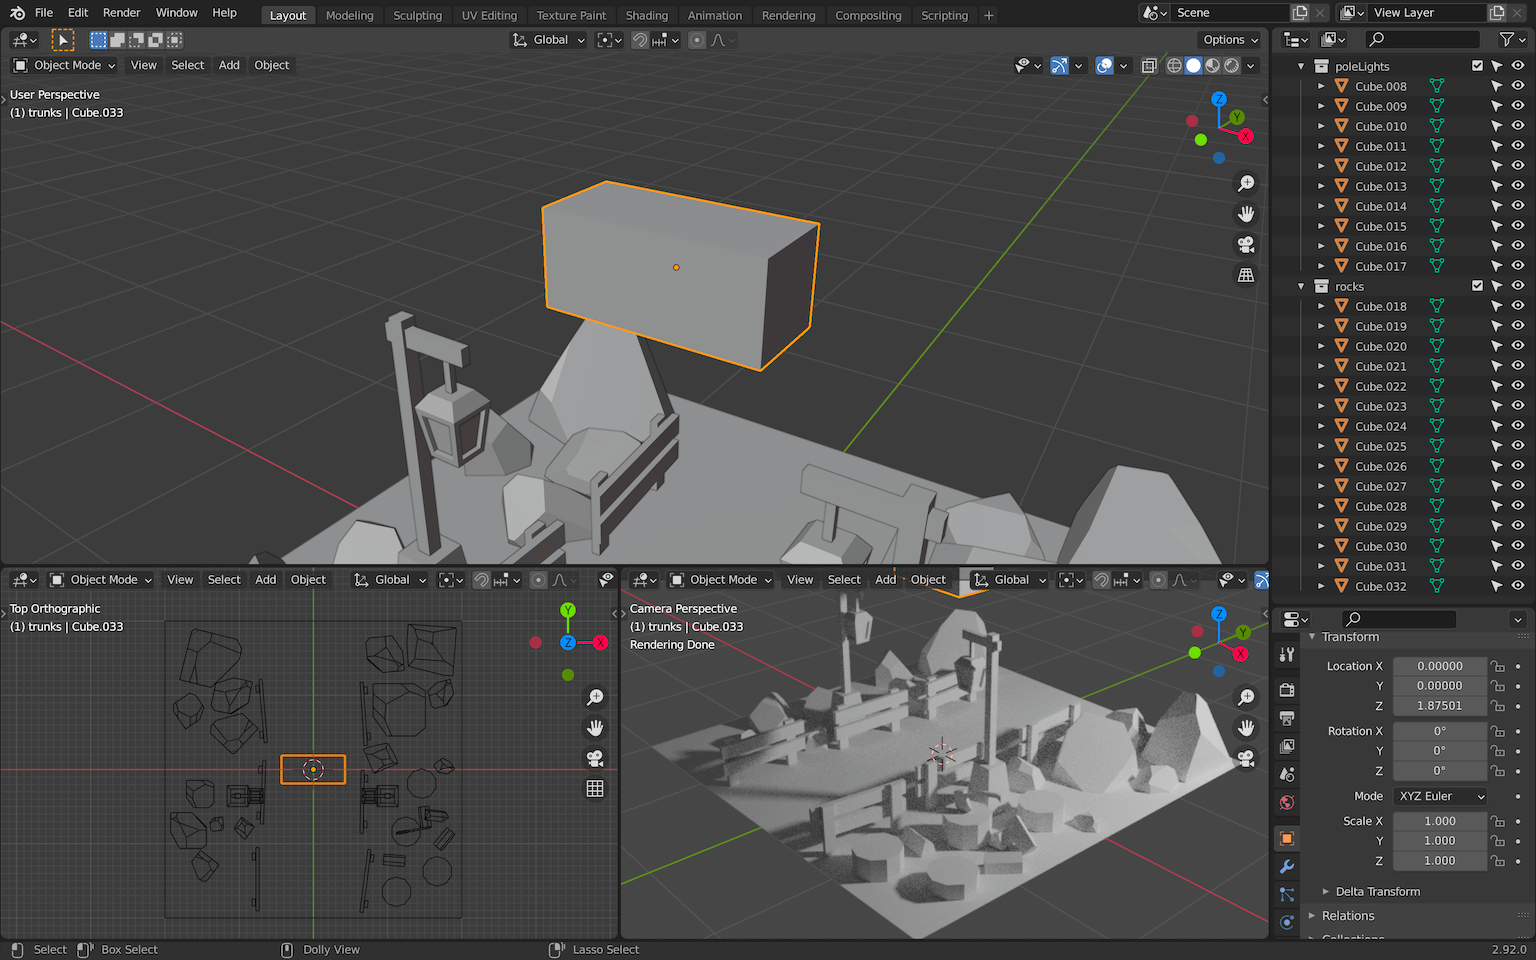 File Edit Render Window Help Layout Modeling Sculpting UV Editing Texture Paint Shading Animation Rendering Compositing Scripting + Scene View Layer
Global Options
Object Mode View Select Add Object
User Perspective
(1) trunks | Cube.033
Z
Y
X
poleLights
Cube.008
Cube.009
Cube.010
Cube.011
Cube.012
Cube.013
Cube.014
Cube.015
Cube.016
Cube.017
rocks
Cube.018
Cube.019
Cube.020
Cube.021
Cube.022
Cube.023
Cube.024
Cube.025
Cube.026
Cube.027
Cube.028
Cube.029
Cube.030
Cube.031
Cube.032
Object Mode View Select Add Object Global
Top Orthographic
(1) trunks | Cube.033
Y
Z X
Object Mode View Select Add Object Global
Camera Perspective
(1) trunks | Cube.033
Rendering Done
Z
Y
X
Transform
Location X 0.00000
Y 0.00000
Z 1.87501
Rotation X 0°
Y 0°
Z 0°
Mode XYZ Euler
Scale X 1.000
Y 1.000
Z 1.000
Delta Transform
Relations
Select Box Select Dolly View Lasso Select 2.92.0